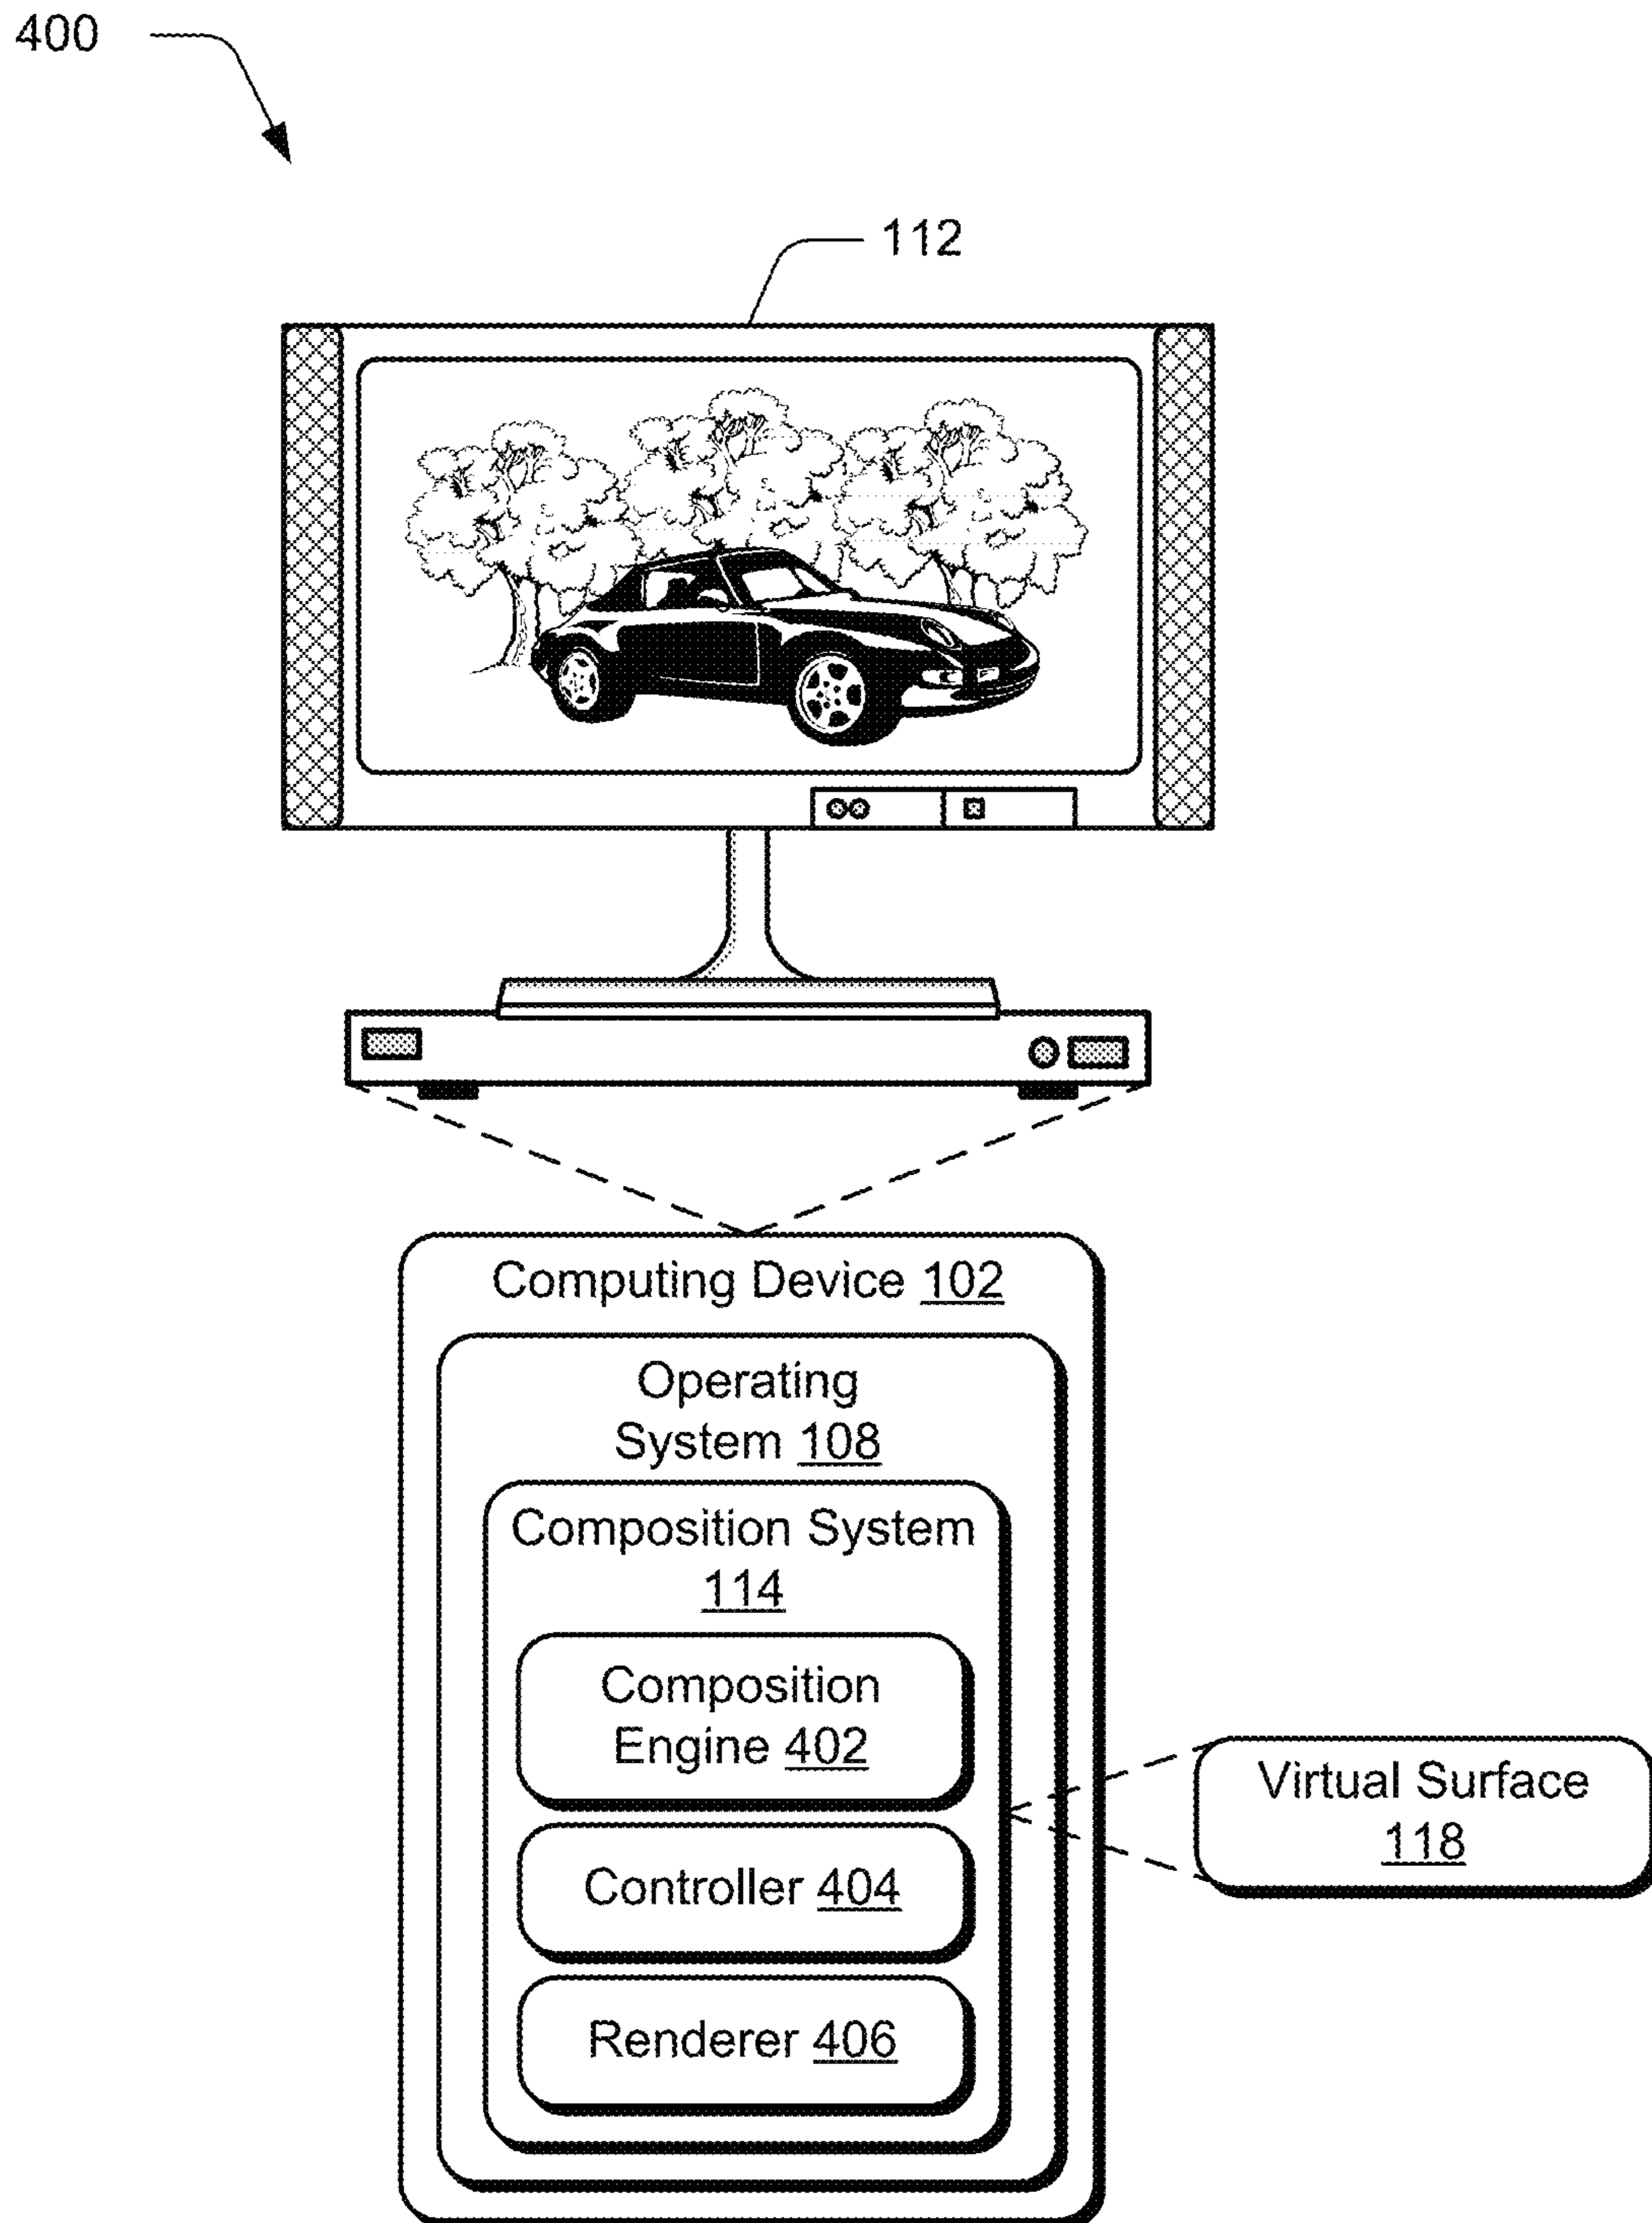 400
112
Computing Device 102
Operating
System 108
Composition System
114
Composition
Engine 402
Controller 404
Renderer 406
Virtual Surface
118